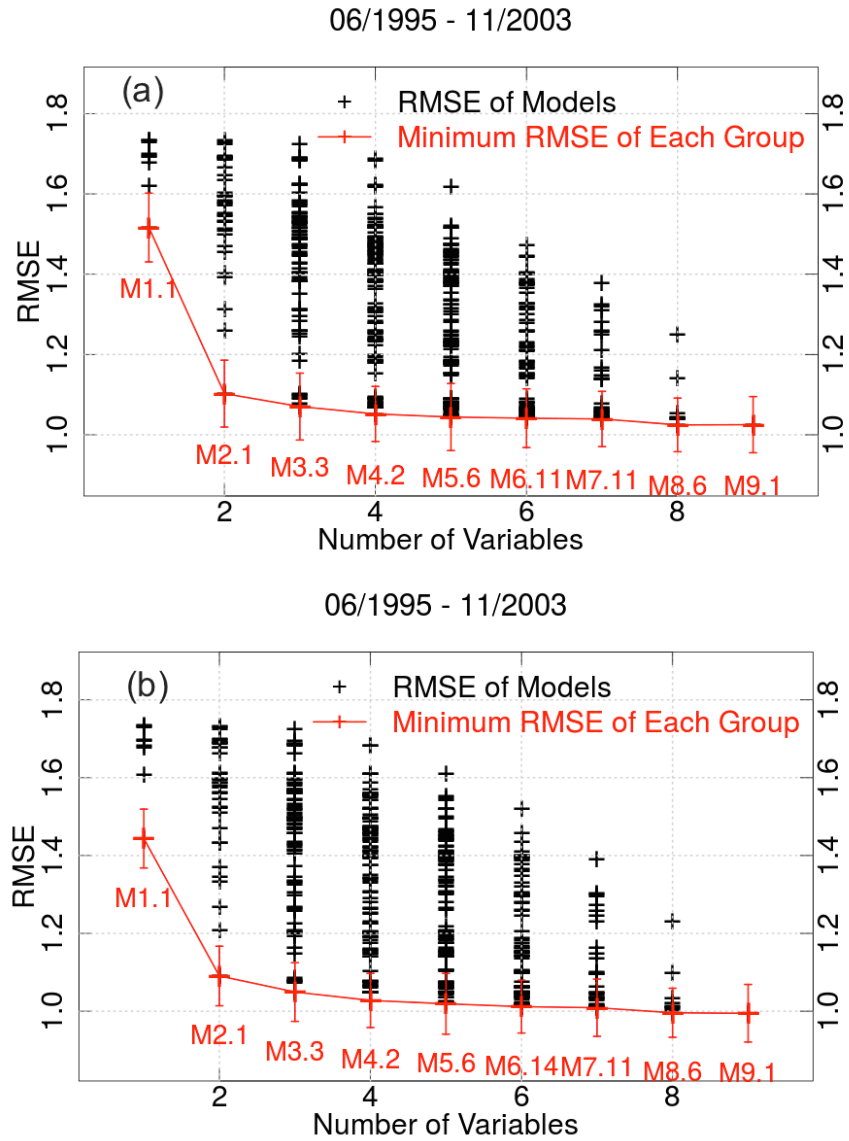 06/1995 - 11/2003
(a)
RMSE of Models
Minimum RMSE of Each Group
1.8
1.6
1.4
1.2
1.0
RMSE
1.8
1.6
1.4
1.2
1.0
M1.1
M2.1
M3.3
M4.2
M5.6
M6.11
M7.11
M8.6
M9.1
2
4
6
8
Number of Variables
06/1995 - 11/2003
(b)
RMSE of Models
Minimum RMSE of Each Group
1.8
1.6
1.4
1.2
1.0
RMSE
1.8
1.6
1.4
1.2
1.0
M1.1
M2.1
M3.3
M4.2
M5.6
M6.14
M7.11
M8.6
M9.1
2
4
6
8
Number of Variables